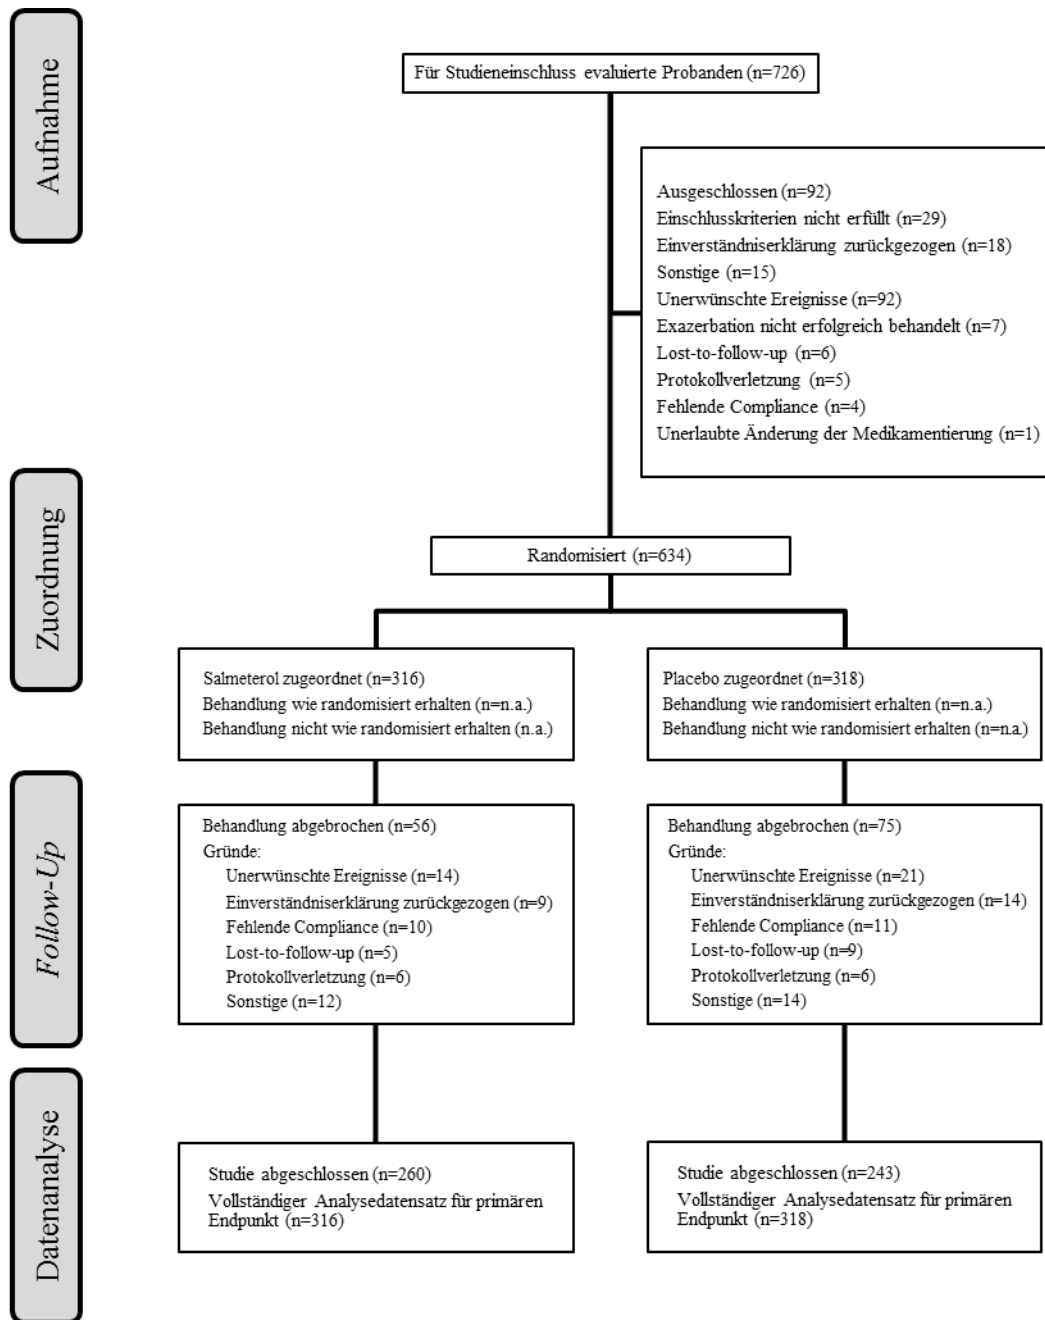 Aufnahme
Für Studieneinschluss evaluierte Probanden (n=726)
Ausgeschlossen (n=92)
Einschlusskriterien nicht erfüllt (n=29)
Einverständniserklärung zurückgezogen (n=18)
Sonstige (n=15)
Unerwünschte Ereignisse (n=92)
Exazerbation nicht erfolgreich behandelt (n=7)
Lost-to-follow-up (n=6)
Protokollverletzung (n=5)
Fehlende Compliance (n=4)
Unerlaubte Änderung der Medikamentierung (n=1)
Zuordnung
Randomisiert (n=634)
Salmeterol zugeordnet (n=316)
Behandlung wie randomisiert erhalten (n=n.a.)
Behandlung nicht wie randomisiert erhalten (n.a.)
Placebo zugeordnet (n=318)
Behandlung wie randomisiert erhalten (n=n.a.)
Behandlung nicht wie randomisiert erhalten (n=n.a.)
Follow-Up
Behandlung abgebrochen (n=56)
Gründe:
Unerwünschte Ereignisse (n=14)
Einverständniserklärung zurückgezogen (n=9)
Fehlende Compliance (n=10)
Lost-to-follow-up (n=5)
Protokollverletzung (n=6)
Sonstige (n=12)
Behandlung abgebrochen (n=75)
Gründe:
Unerwünschte Ereignisse (n=21)
Einverständniserklärung zurückgezogen (n=14)
Fehlende Compliance (n=11)
Lost-to-follow-up (n=9)
Protokollverletzung (n=6)
Sonstige (n=14)
Datenanalyse
Studie abgeschlossen (n=260)
Vollständiger Analysedatensatz für primären
Endpunkt (n=316)
Studie abgeschlossen (n=243)
Vollständiger Analysedatensatz für primären
Endpunkt (n=318)